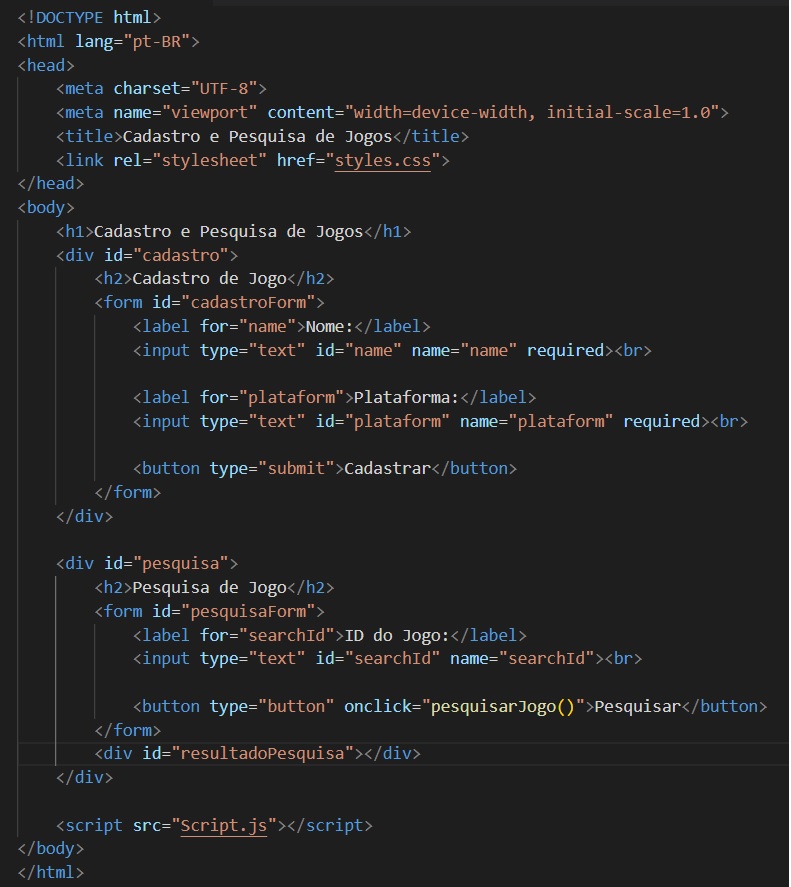 <!DOCTYPE html>
<html lang="pt-BR">
<head>
    <meta charset="UTF-8">
    <meta name="viewport" content="width=device-width, initial-scale=1.0">
    <title>Cadastro e Pesquisa de Jogos</title>
    <link rel="stylesheet" href="styles.css">
</head>
<body>
    <h1>Cadastro e Pesquisa de Jogos</h1>
    <div id="cadastro">
        <h2>Cadastro de Jogo</h2>
        <form id="cadastroForm">
            <label for="name">Nome:</label>
            <input type="text" id="name" name="name" required><br>

            <label for="plataform">Plataforma:</label>
            <input type="text" id="plataform" name="plataform" required><br>

            <button type="submit">Cadastrar</button>
        </form>
    </div>

    <div id="pesquisa">
        <h2>Pesquisa de Jogo</h2>
        <form id="pesquisaForm">
            <label for="searchId">ID do Jogo:</label>
            <input type="text" id="searchId" name="searchId"><br>

            <button type="button" onclick="pesquisarJogo()">Pesquisar</button>
        </form>
        <div id="resultadoPesquisa"></div>
    </div>

    <script src="Script.js"></script>
</body>
</html>